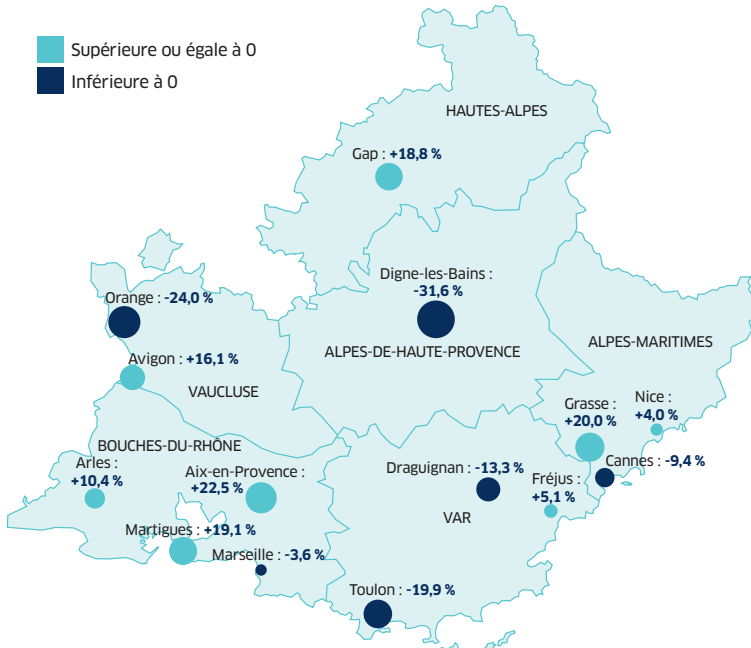 Supérieure ou égale à 0
Inférieure à 0
HAUTES-ALPES
Gap : +18,8 %
Digne-les-Bains :
-31,6 %
ALPES-DE-HAUTE-PROVENCE
Orange : -24,0 %
Avigon : +16,1 %
VAUCLUSE
ALPES-MARITIMES
Grasse :
+20,0 %
Nice :
+4,0 %
Cannes : -9,4 %
BOUCHES-DU-RHÔNE
Arles :
+10,4 %
Aix-en-Provence :
+22,5 %
Martigues : +19,1 %
Marseille : -3,6 %
Draguignan : -13,3 %
Fréjus :
+5,1 %
VAR
Toulon : -19,9 %